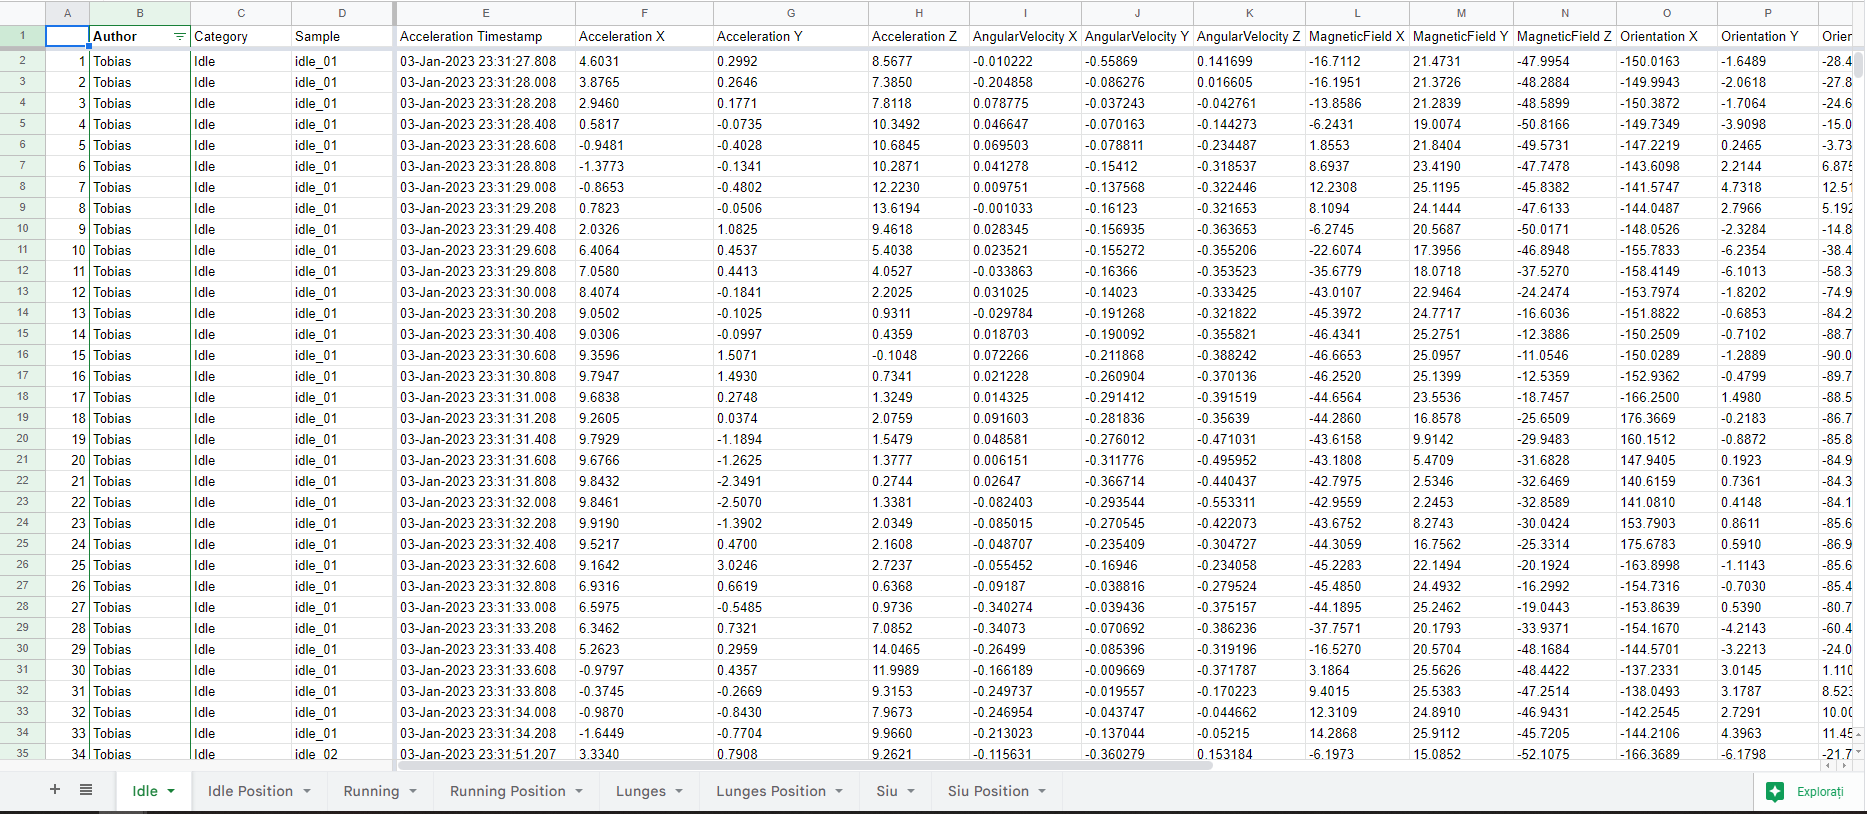 A B C D E F G H I J K L M N O P
1 Author Category Sample Acceleration Timestamp Acceleration X Acceleration Y Acceleration Z AngularVelocity X AngularVelocity Y AngularVelocity Z MagneticField X MagneticField Y MagneticField Z Orientation X Orientation Y Orier
2 1 Tobias Idle idle_01 03-Jan-2023 23:31:27.808 4.6031 0.2992 8.5677 -0.010222 -0.55869 0.141699 -16.7112 21.4731 -47.9954 -150.0163 -1.6489 -28.4
3 2 Tobias Idle idle_01 03-Jan-2023 23:31:28.008 3.8765 0.2646 7.3850 -0.204858 -0.086276 0.016605 -16.1951 21.3726 -48.2884 -149.9943 -2.0618 -27.8
4 3 Tobias Idle idle_01 03-Jan-2023 23:31:28.208 2.9460 0.1771 7.8118 0.078775 -0.037243 -0.042761 -13.8586 21.2839 -48.5899 -150.3872 -1.7064 -24.6
5 4 Tobias Idle idle_01 03-Jan-2023 23:31:28.408 0.5817 -0.0735 10.3492 0.046647 -0.070163 -0.144273 -6.2431 19.0074 -50.8166 -149.7349 -3.9098 -15.0
6 5 Tobias Idle idle_01 03-Jan-2023 23:31:28.608 -0.9481 -0.4028 10.6845 0.069503 -0.078811 -0.234487 1.8553 21.8404 -49.5731 -147.2219 0.2465 -3.73
7 6 Tobias Idle idle_01 03-Jan-2023 23:31:28.808 -1.3773 -0.1341 10.2871 0.041278 -0.15412 -0.318537 8.6937 23.4190 -47.7478 -143.6098 2.2144 6.875
8 7 Tobias Idle idle_01 03-Jan-2023 23:31:29.008 -0.8653 -0.4802 12.2230 0.009751 -0.137568 -0.322446 12.2308 25.1195 -45.8382 -141.5747 4.7318 12.51
9 8 Tobias Idle idle_01 03-Jan-2023 23:31:29.208 0.7823 -0.0506 13.6194 -0.001033 -0.16123 -0.321653 8.1094 24.1444 -47.6133 -144.0487 2.7966 5.192
10 9 Tobias Idle idle_01 03-Jan-2023 23:31:29.408 2.0326 1.0825 9.4618 0.028345 -0.156935 -0.363653 -6.2745 20.5687 -50.0171 -148.0526 -2.3284 -14.8
11 10 Tobias Idle idle_01 03-Jan-2023 23:31:29.608 6.4064 0.4537 5.4038 0.023521 -0.155272 -0.355206 -22.6074 17.3956 -46.8948 -155.7833 -6.2354 -38.4
12 11 Tobias Idle idle_01 03-Jan-2023 23:31:29.808 7.0580 0.4413 4.0527 -0.033863 -0.16366 -0.353523 -35.6779 18.0718 -37.5270 -158.4149 -6.1013 -58.3
13 12 Tobias Idle idle_01 03-Jan-2023 23:31:30.008 8.4074 -0.1841 2.2025 0.031025 -0.14023 -0.333425 -43.0107 22.9464 -24.2474 -153.7974 -1.8202 -74.9
14 13 Tobias Idle idle_01 03-Jan-2023 23:31:30.208 9.0502 -0.1025 0.9311 -0.029784 -0.191268 -0.321822 -45.3972 24.7717 -16.6036 -151.8822 -0.6853 -84.2
15 14 Tobias Idle idle_01 03-Jan-2023 23:31:30.408 9.0306 -0.0997 0.4359 0.018703 -0.190092 -0.355821 -46.4341 25.2751 -12.3886 -150.2509 -0.7102 -88.7
16 15 Tobias Idle idle_01 03-Jan-2023 23:31:30.608 9.3596 1.5071 -0.1048 0.072266 -0.211868 -0.388242 -46.6653 25.0957 -11.0546 -150.0289 -1.2889 -90.0
17 16 Tobias Idle idle_01 03-Jan-2023 23:31:30.808 9.7947 1.4930 0.7341 0.021228 -0.260904 -0.370136 -46.2520 25.1399 -12.5359 -152.9362 -0.4799 -89.7
18 17 Tobias Idle idle_01 03-Jan-2023 23:31:31.008 9.6838 0.2748 1.3249 0.014325 -0.291412 -0.391519 -44.6564 23.5536 -18.7457 -166.2500 1.4980 -88.5
19 18 Tobias Idle idle_01 03-Jan-2023 23:31:31.208 9.2605 0.0374 2.0759 0.091603 -0.281836 -0.35639 -44.2860 16.8578 -25.6509 176.3669 -0.2183 -86.7
20 19 Tobias Idle idle_01 03-Jan-2023 23:31:31.408 9.7929 -1.1894 1.5479 0.048581 -0.276012 -0.471031 -43.6158 9.9142 -29.9483 160.1512 -0.8872 -85.8
21 20 Tobias Idle idle_01 03-Jan-2023 23:31:31.608 9.6766 -1.2625 1.3777 0.006151 -0.311776 -0.495952 -43.1808 5.4709 -31.6828 147.9405 0.1923 -84.9
22 21 Tobias Idle idle_01 03-Jan-2023 23:31:31.808 9.8432 -2.3491 0.2744 0.02647 -0.366714 -0.440437 -42.7975 2.5346 -32.6469 140.6159 0.7361 -84.3
23 22 Tobias Idle idle_01 03-Jan-2023 23:31:32.008 9.8461 -2.5070 1.3381 -0.082403 -0.293544 -0.553311 -42.9559 2.2453 -32.8589 141.0810 0.4148 -84.1
24 23 Tobias Idle idle_01 03-Jan-2023 23:31:32.208 9.9190 -1.3902 2.0349 -0.085015 -0.270545 -0.422073 -43.6752 8.2743 -30.0424 153.7903 0.8611 -85.6
25 24 Tobias Idle idle_01 03-Jan-2023 23:31:32.408 9.5217 0.4700 2.1608 -0.048707 -0.235409 -0.304727 -44.3059 16.7562 -25.3314 175.6783 0.5910 -86.9
26 25 Tobias Idle idle_01 03-Jan-2023 23:31:32.608 9.1642 3.0246 2.7237 -0.055452 -0.16946 -0.234058 -45.2283 22.1494 -20.1924 -163.8998 -1.1143 -85.6
27 26 Tobias Idle idle_01 03-Jan-2023 23:31:32.808 6.9316 0.6619 0.6368 -0.09187 -0.038816 -0.279524 -45.4850 24.4932 -16.2992 -154.7316 -0.7030 -85.4
28 27 Tobias Idle idle_01 03-Jan-2023 23:31:33.008 6.5975 -0.5485 0.9736 -0.340274 -0.039436 -0.375157 -44.1895 25.2462 -19.0443 -153.8639 0.5390 -80.7
29 28 Tobias Idle idle_01 03-Jan-2023 23:31:33.208 6.3462 0.7321 7.0852 -0.34073 -0.070692 -0.386236 -37.7571 20.1793 -33.9371 -154.1670 -4.2143 -60.4
30 29 Tobias Idle idle_01 03-Jan-2023 23:31:33.408 5.2623 0.2959 14.0465 -0.26499 -0.085396 -0.319196 -16.5270 20.5704 -48.1684 -144.5701 -3.2213 -24.0
31 30 Tobias Idle idle_01 03-Jan-2023 23:31:33.608 -0.9797 0.4357 11.9989 -0.166189 -0.009669 -0.371787 3.1864 25.5626 -48.4422 -137.2331 3.0145 1.110
32 31 Tobias Idle idle_01 03-Jan-2023 23:31:33.808 -0.3745 -0.2669 9.3153 -0.249737 -0.019557 -0.170223 9.4015 25.5383 -47.2514 -138.0493 3.1787 8.523
33 32 Tobias Idle idle_01 03-Jan-2023 23:31:34.008 -0.9870 -0.8430 7.9673 -0.246954 -0.043747 -0.044662 12.3109 24.8910 -46.9431 -142.2545 2.7291 10.00
34 33 Tobias Idle idle_01 03-Jan-2023 23:31:34.208 -1.6449 -0.7704 9.9660 -0.213023 -0.137044 -0.05215 14.2868 25.9112 -45.7205 -144.2106 4.3963 11.45
35 34 Tobias Idle idle_02 03-Jan-2023 23:31:51.207 3.3340 0.7908 9.2621 -0.115631 -0.360279 0.153184 -6.1973 15.0852 -52.1075 -166.3689 -6.1798 -21.7
Idle Idle Position Running Running Position Lunges Lunges Position Siu Siu Position Explorați